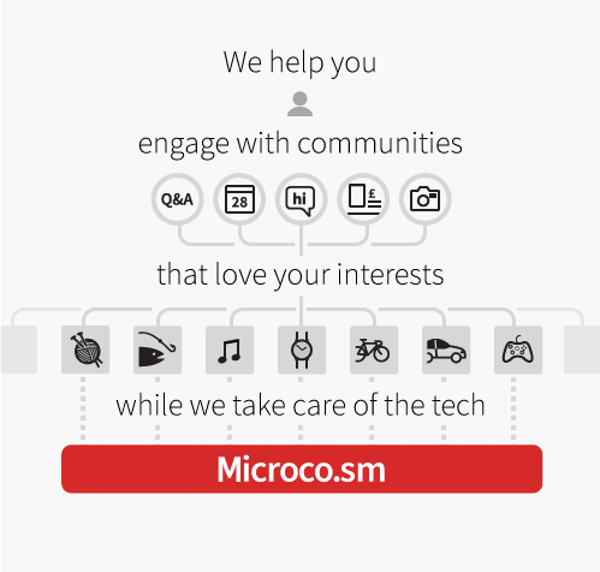 We help you
engage with communities
Q&A 28 hi £
that love your interests
while we take care of the tech
Microco.sm